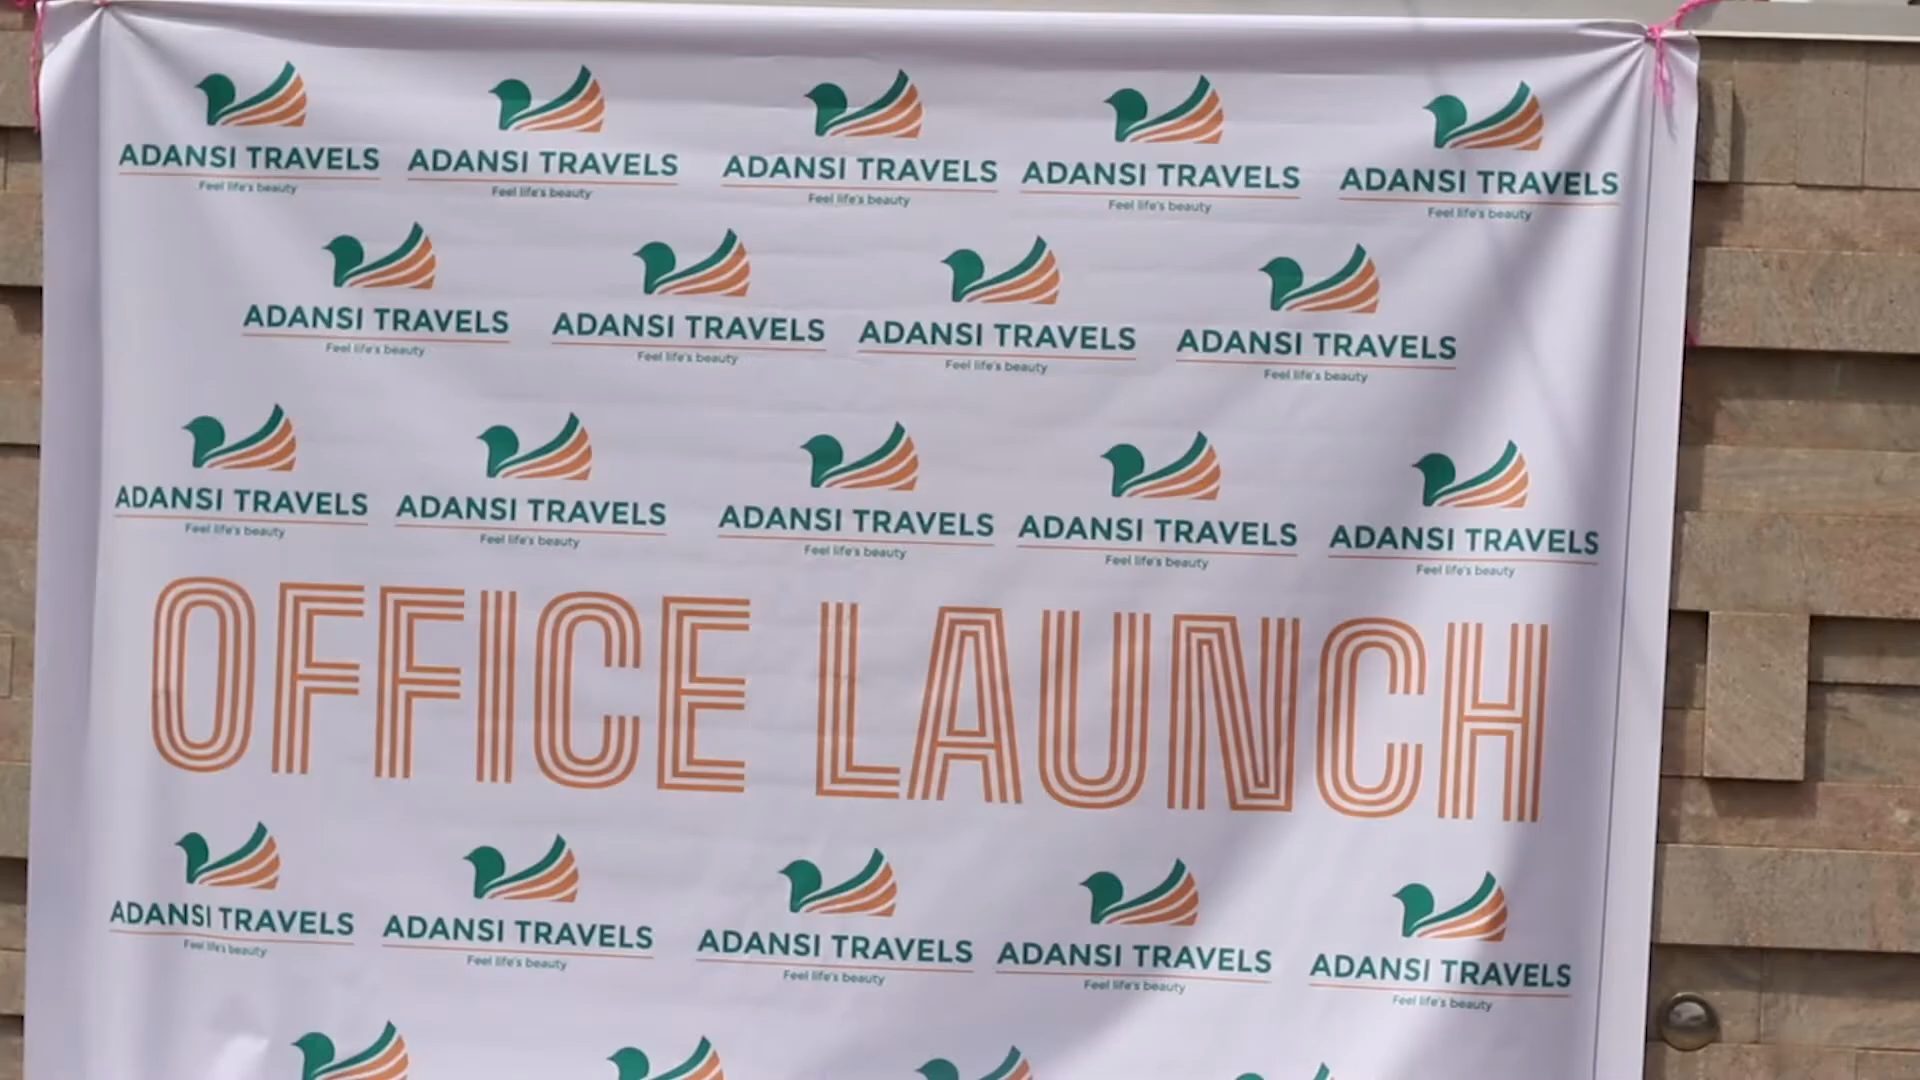 ADANSI TRAVELS ADANSI TRAVELS ADANSI TRAVELS ADANSI TRAVELS ADANSI TRAVELS
Feel life's beauty Feel life's beauty Feel life's beauty Feel life's beauty Feel life's beauty
ADANSI TRAVELS ADANSI TRAVELS ADANSI TRAVELS ADANSI TRAVELS
Feel life's beauty Feel life's beauty Feel life's beauty Feel life's beauty
ADANSI TRAVELS ADANSI TRAVELS ADANSI TRAVELS ADANSI TRAVELS ADANSI TRAVELS
Feel life's beauty Feel life's beauty Feel life's beauty Feel life's beauty Feel life's beauty
OFFICE LAUNCH
ADANSI TRAVELS ADANSI TRAVELS ADANSI TRAVELS ADANSI TRAVELS ADANSI TRAVELS
Feel life's beauty Feel life's beauty Feel life's beauty Feel life's beauty Feel life's beauty